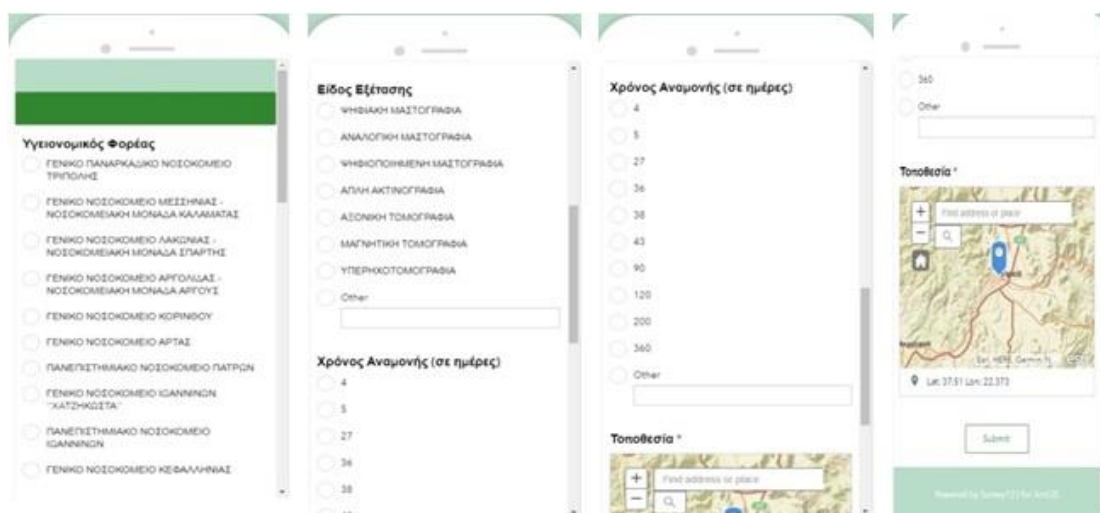 Υγειονομικός Φορέας
ΓΕΝΙΚΟ ΠΑΝΑΡΚΑΔΙΚΟ ΝΟΣΟΚΟΜΕΙΟ
ΤΡΙΠΟΛΗΣ
ΓΕΝΙΚΟ ΝΟΣΟΚΟΜΕΙΟ ΜΕΣΣΗΝΙΑΣ -
ΝΟΣΟΚΟΜΕΙΑΚΗ ΜΟΝΑΔΑ ΚΑΛΑΜΑΤΑΣ
ΓΕΝΙΚΟ ΝΟΣΟΚΟΜΕΙΟ ΛΑΚΩΝΙΑΣ -
ΝΟΣΟΚΟΜΕΙΑΚΗ ΜΟΝΑΔΑ ΣΠΑΡΤΗΣ
ΓΕΝΙΚΟ ΝΟΣΟΚΟΜΕΙΟ ΑΡΓΟΛΙΔΑΣ -
ΝΟΣΟΚΟΜΕΙΑΚΗ ΜΟΝΑΔΑ ΑΡΓΟΥΣ
ΓΕΝΙΚΟ ΝΟΣΟΚΟΜΕΙΟ ΚΟΡΙΝΘΟΥ
ΓΕΝΙΚΟ ΝΟΣΟΚΟΜΕΙΟ ΑΡΤΑΣ
ΠΑΝΕΠΙΣΤΗΜΙΑΚΟ ΝΟΣΟΚΟΜΕΙΟ ΠΑΤΡΩΝ
ΓΕΝΙΚΟ ΝΟΣΟΚΟΜΕΙΟ ΙΩΑΝΝΙΝΩΝ
"ΧΑΤΖΗΚΩΣΤΑ"
ΠΑΝΕΠΙΣΤΗΜΙΑΚΟ ΝΟΣΟΚΟΜΕΙΟ
ΙΩΑΝΝΙΝΩΝ
ΓΕΝΙΚΟ ΝΟΣΟΚΟΜΕΙΟ ΚΕΦΑΛΛΗΝΙΑΣ
Είδος Εξέτασης
ΨΗΦΙΑΚΗ ΜΑΣΤΟΓΡΑΦΙΑ
ΑΝΑΛΟΓΙΚΗ ΜΑΣΤΟΓΡΑΦΙΑ
ΨΗΦΙΟΠΟΙΗΜΕΝΗ ΜΑΣΤΟΓΡΑΦΙΑ
ΑΠΛΗ ΑΚΤΙΝΟΓΡΑΦΙΑ
ΑΞΟΝΙΚΗ ΤΟΜΟΓΡΑΦΙΑ
ΜΑΓΝΗΤΙΚΗ ΤΟΜΟΓΡΑΦΙΑ
ΥΠΕΡΗΧΟΤΟΜΟΓΡΑΦΙΑ
Other
Χρόνος Αναμονής (σε ημέρες)
4
5
27
36
38
Χρόνος Αναμονής (σε ημέρες)
4
5
27
36
38
43
90
120
200
360
Other
Τοποθεσία *
Find address or place
360
Other
Τοποθεσία *
Find address or place
Esri, HERE, Garmin
esri
Lat: 37.51 Lon: 22.373
Submit
Powered by Survey123 for ArcGIS